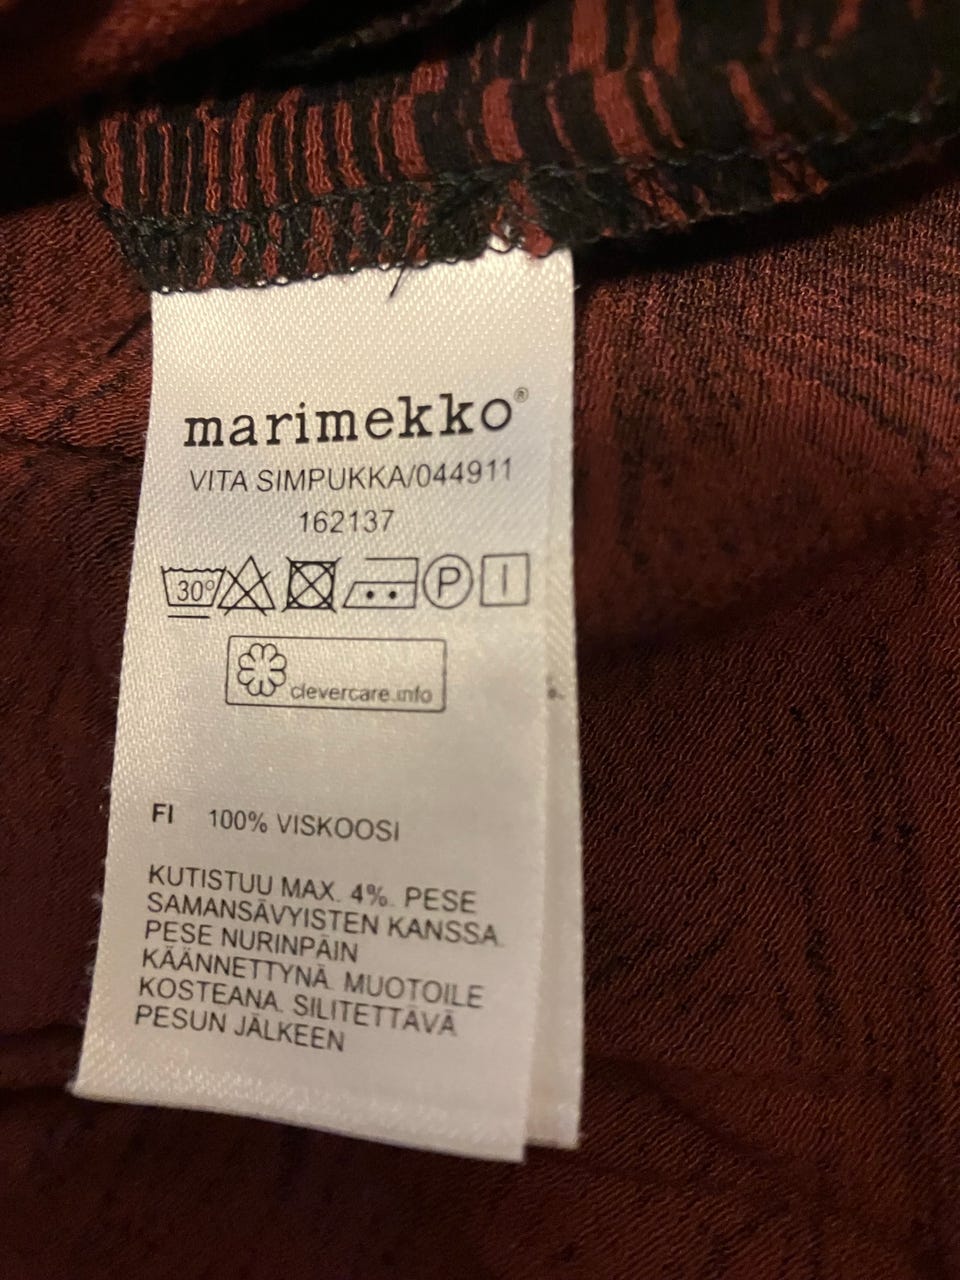 marimekko®
VITA SIMPUKKA/044911
162137
30° P
clevercare.info
FI 100% VISKOOSI
KUTISTUU MAX. 4%. PESE
SAMANSÄVYISTEN KANSSA.
PESE NURINPÄIN
KÄÄNNETTYNÄ. MUOTOILE
KOSTEANA. SILITETTÄVÄ
PESUN JÄLKEEN